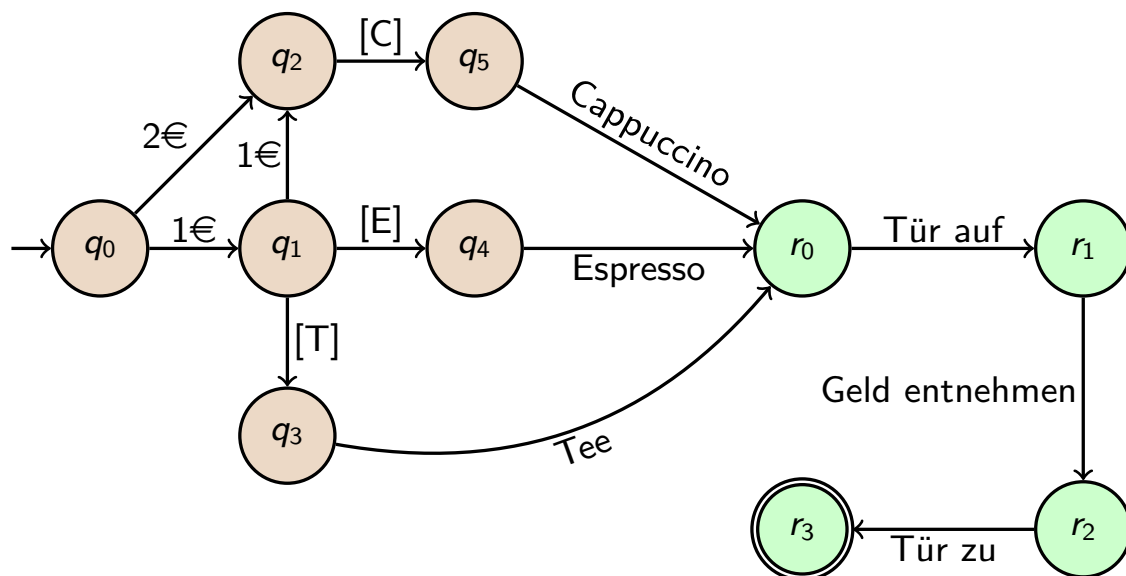 q2 [C] q5
2€ 1€ Cappuccino
q0 1€ q1 [E] q4 Espresso r0 Tür auf r1
[T]
Geld entnehmen
q3 Tee
r3 Tür zu r2